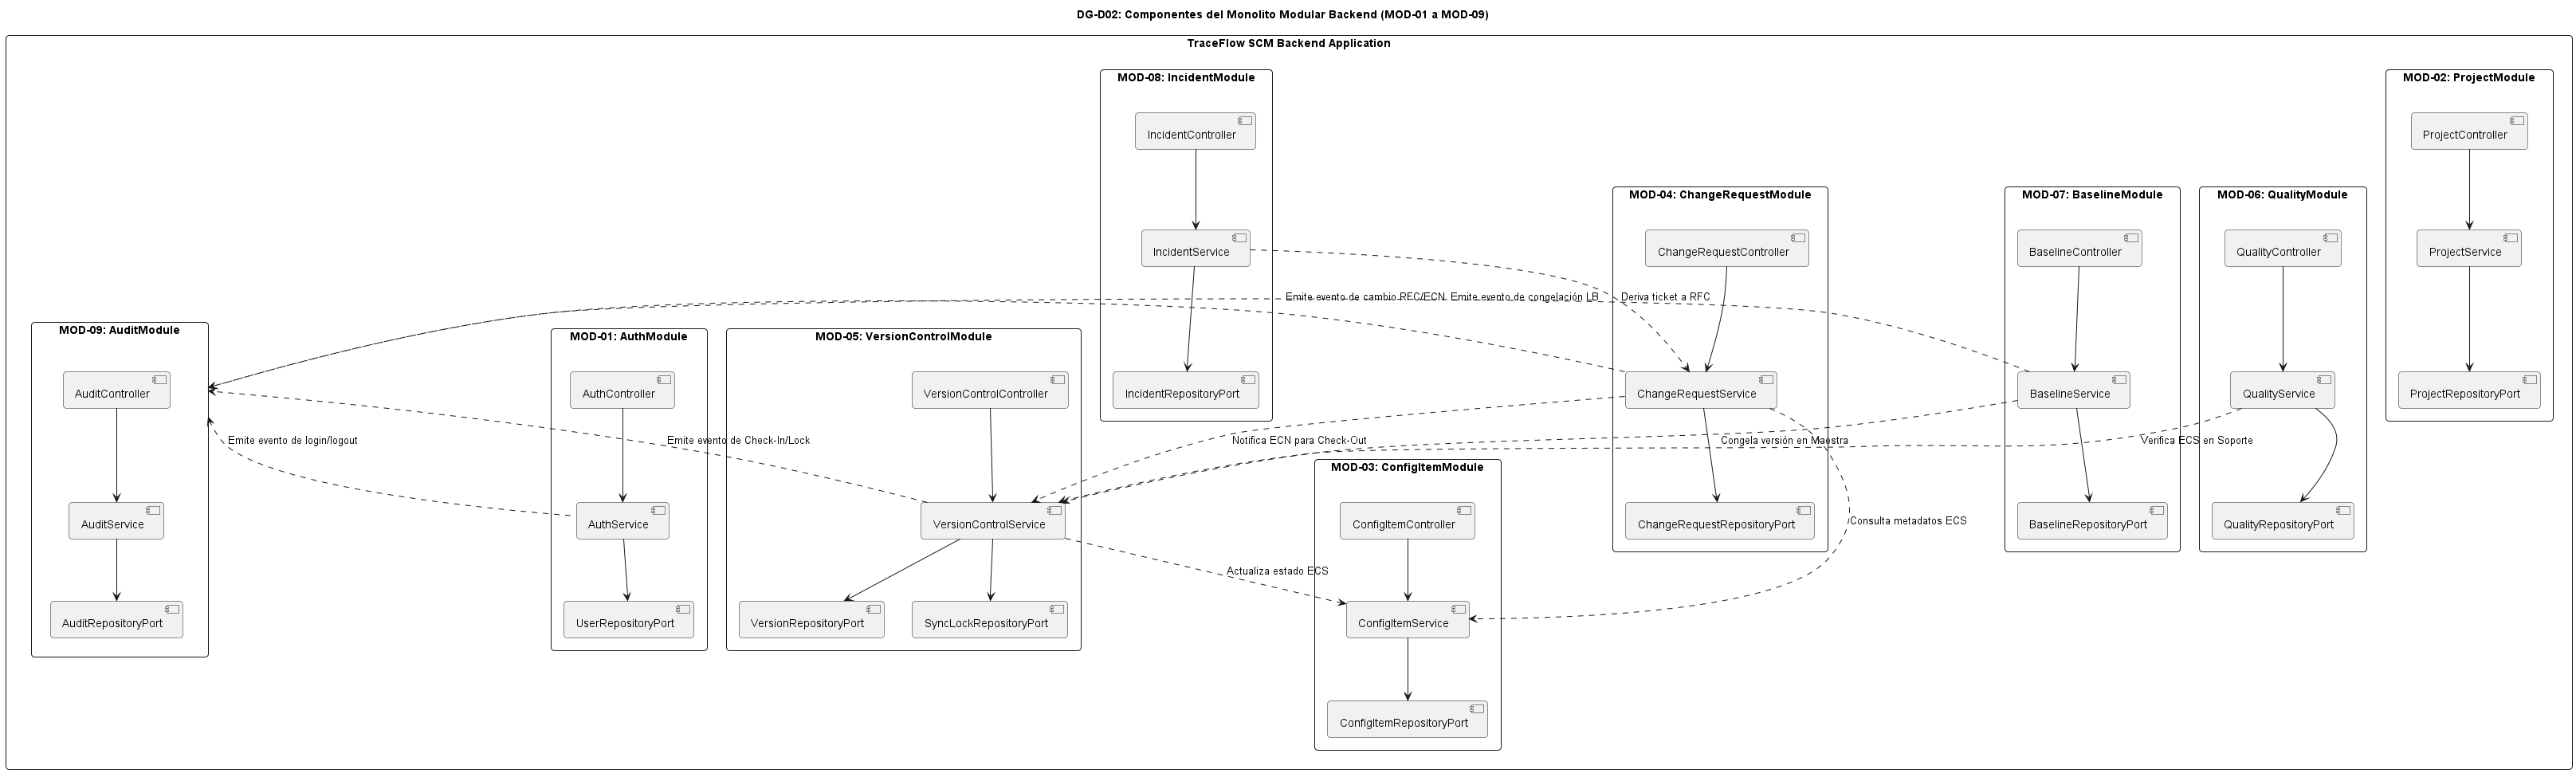 DG-D02: Componentes del Monolito Modular Backend (MOD-01 a MOD-09)
TraceFlow SCM Backend Application
MOD-08: IncidentModule
IncidentController
IncidentService
IncidentRepositoryPort
MOD-02: ProjectModule
ProjectController
ProjectService
ProjectRepositoryPort
MOD-04: ChangeRequestModule
ChangeRequestController
ChangeRequestService
ChangeRequestRepositoryPort
MOD-07: BaselineModule
BaselineController
BaselineService
BaselineRepositoryPort
MOD-06: QualityModule
QualityController
QualityService
QualityRepositoryPort
Emite evento de cambio RFC/ECN
Emite evento de congelación LB
Deriva ticket a RFC
MOD-09: AuditModule
AuditController
AuditService
AuditRepositoryPort
MOD-01: AuthModule
AuthController
AuthService
UserRepositoryPort
MOD-05: VersionControlModule
VersionControlController
VersionControlService
VersionRepositoryPort
SyncLockRepositoryPort
Emite evento de login/logout
Emite evento de Check-In/Lock
Notifica ECN para Check-Out
Congela versión en Maestra
Verifica ECS en Soporte
MOD-03: ConfigItemModule
ConfigItemController
ConfigItemService
ConfigItemRepositoryPort
Consulta metadatos ECS
Actualiza estado ECS